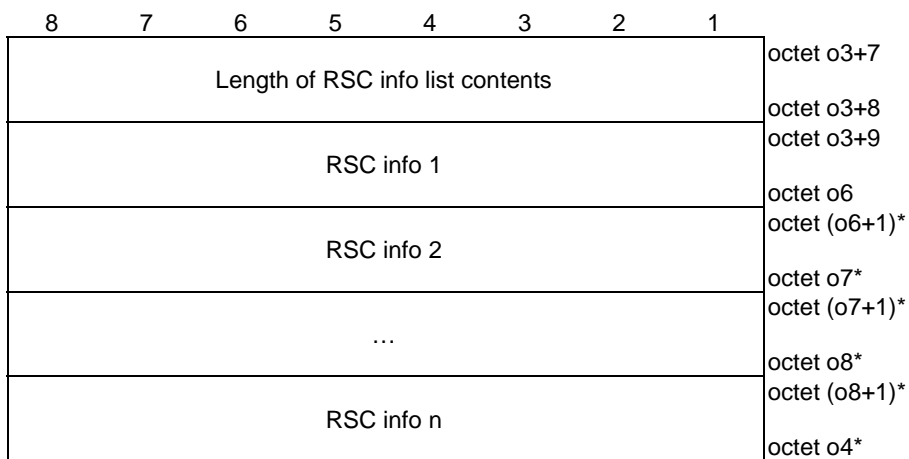 8 7 6 5 4 3 2 1
octet o3+7
Length of RSC info list contents
octet o3+8
octet o3+9
RSC info 1
octet o6
octet (o6+1)*
RSC info 2
octet o7*
octet (o7+1)*
…
octet o8*
octet (o8+1)*
RSC info n
octet o4*